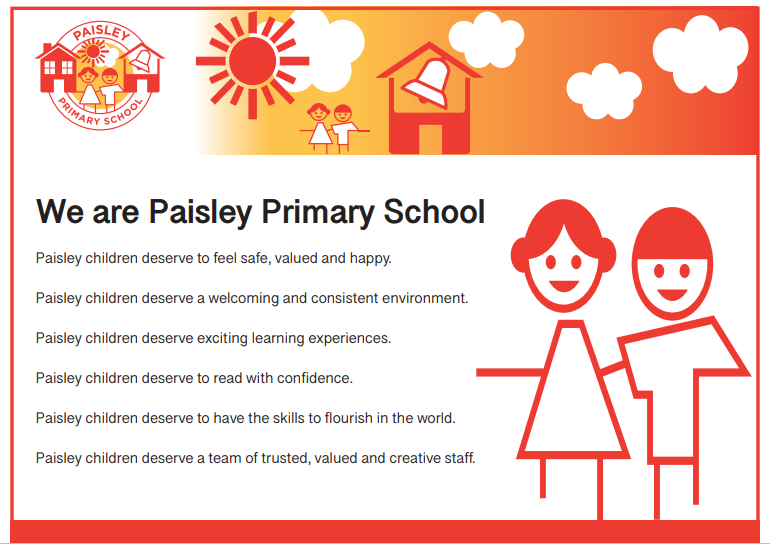 PAISLEY
PRIMARY SCHOOL
We are Paisley Primary School
Paisley children deserve to feel safe, valued and happy.
Paisley children deserve a welcoming and consistent environment.
Paisley children deserve exciting learning experiences.
Paisley children deserve to read with confidence.
Paisley children deserve to have the skills to flourish in the world.
Paisley children deserve a team of trusted, valued and creative staff.